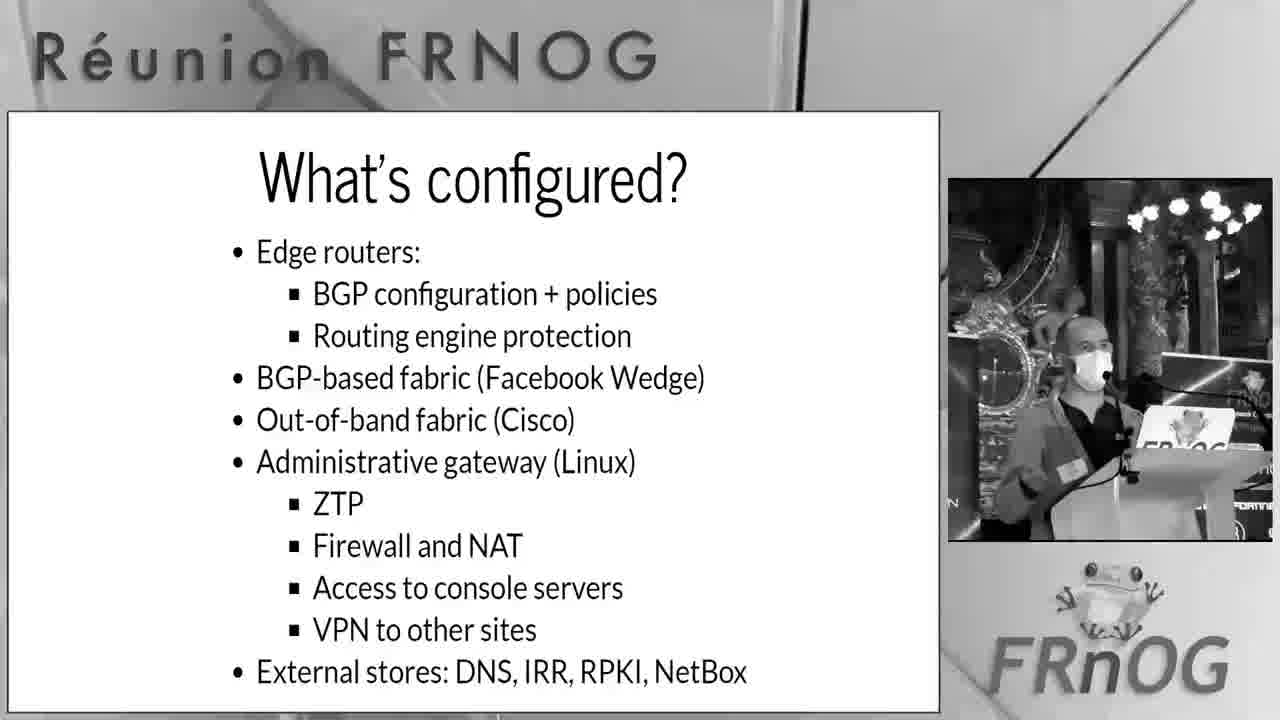 Réunion FRNOG
What's configured?
• Edge routers:
▪ BGP configuration + policies
▪ Routing engine protection
• BGP-based fabric (Facebook Wedge)
• Out-of-band fabric (Cisco)
• Administrative gateway (Linux)
▪ ZTP
▪ Firewall and NAT
▪ Access to console servers
▪ VPN to other sites
• External stores: DNS, IRR, RPKI, NetBox
FRnOG
FRnOG